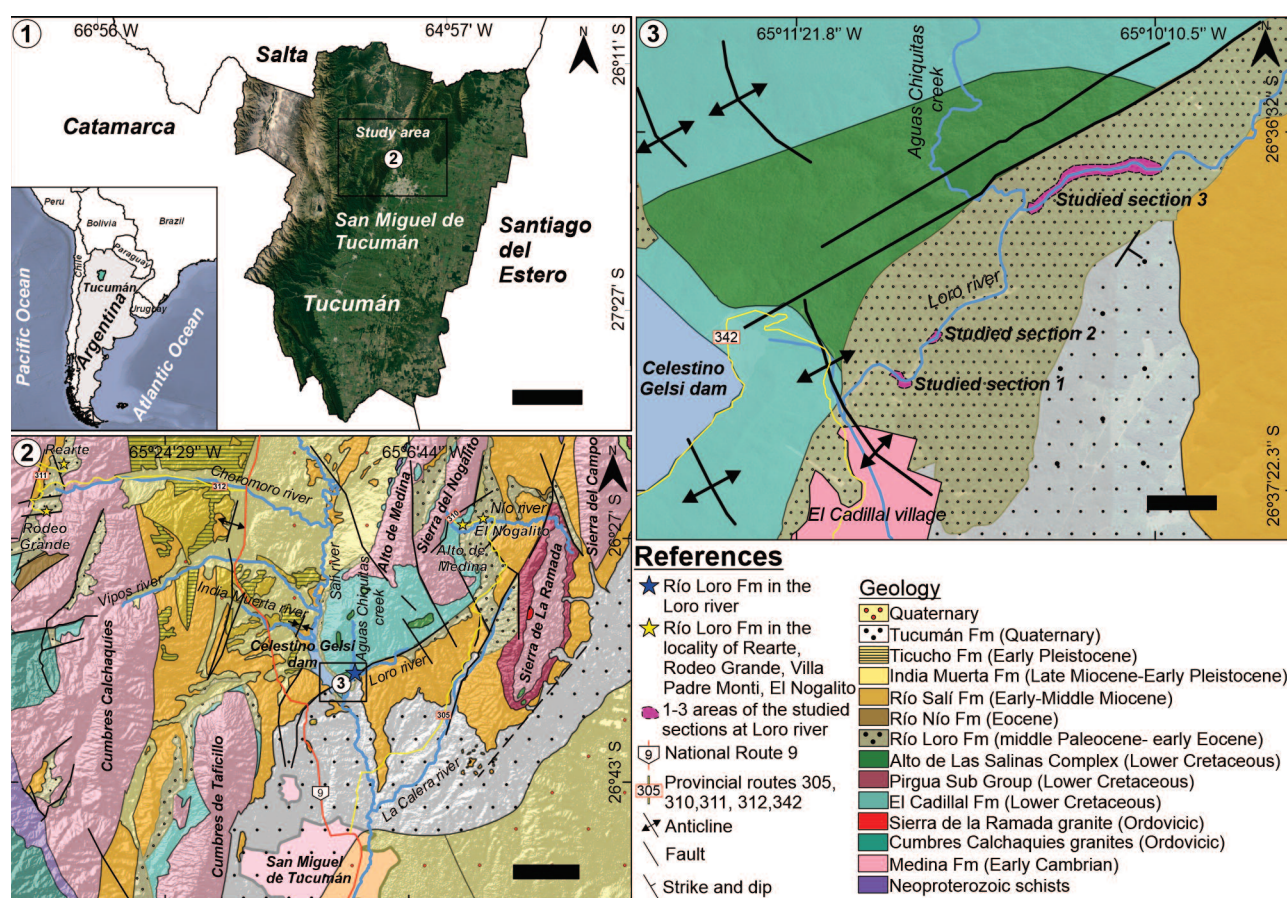 1
66º56' W
64º57' W
N
26º11' S
Salta
Catamarca
Study area
2
San Miguel de
Tucumán
Santiago
del
Estero
Tucumán
27º27' S
Peru
Bolivia
Brazil
Paraguay
Chile
Tucumán
Uruguay
Argentina
Pacific Ocean
Atlantic Ocean
2
65º24'29" W
65º6'44" W
N
Rearte
311
312
Choromoro river
Rodeo
Grande
Vipos river
India Muerta river
Salí river
Alto de Medina
Sierra del Nogalito
310
Nío river
El Nogalito
Alto de
Medina
Sierra del Campo
26º27' S
Sierra de La Ramada
Aguas Chiquitas
creek
Celestino Gelsi
dam
Loro river
3
Cumbres Calchaquíes
Cumbres de Taficillo
305
9
La Calera river
26º43' S
San Miguel
de Tucumán
3
65º11'21.8" W
65º10'10.5" W
N
26º36'32" S
Aguas Chiquitas
creek
Studied section 3
Loro river
342
Studied section 2
Celestino
Gelsi dam
Studied section 1
El Cadillal village
26º37'22.3" S
References
Río Loro Fm in the
Loro river
Río Loro Fm in the
locality of Rearte,
Rodeo Grande, Villa
Padre Monti, El Nogalito
1-3 areas of the studied
sections at Loro river
9 National Route 9
305 Provincial routes 305,
310,311, 312,342
Anticline
Fault
Strike and dip
Geology
Quaternary
Tucumán Fm (Quaternary)
Ticucho Fm (Early Pleistocene)
India Muerta Fm (Late Miocene-Early Pleistocene)
Río Salí Fm (Early-Middle Miocene)
Río Nío Fm (Eocene)
Río Loro Fm (middle Paleocene- early Eocene)
Alto de Las Salinas Complex (Lower Cretaceous)
Pirgua Sub Group (Lower Cretaceous)
El Cadillal Fm (Lower Cretaceous)
Sierra de la Ramada granite (Ordovicic)
Cumbres Calchaquies granites (Ordovicic)
Medina Fm (Early Cambrian)
Neoproterozoic schists